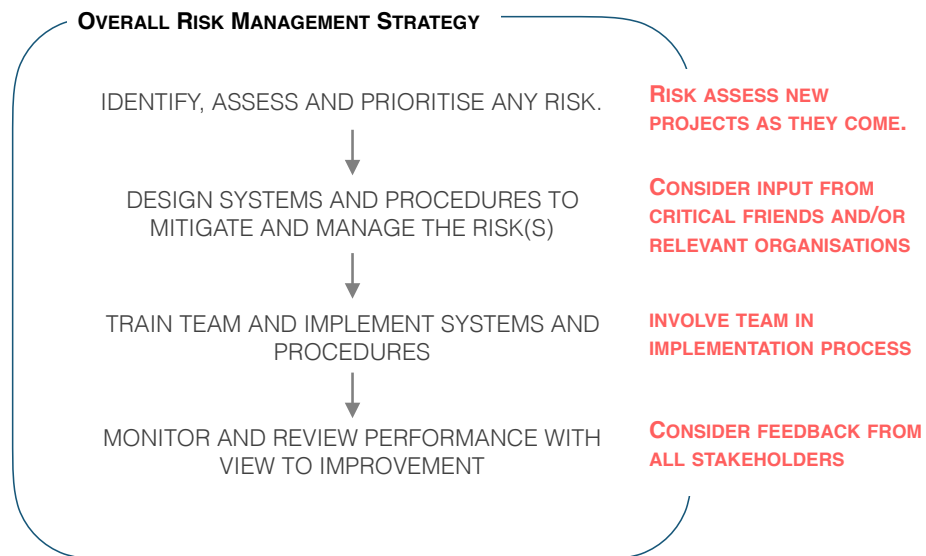 Overall Risk Management Strategy
IDENTIFY, ASSESS AND PRIORITISE ANY RISK.
Risk assess new
projects as they come.
DESIGN SYSTEMS AND PROCEDURES TO
MITIGATE AND MANAGE THE RISK(S)
Consider input from
critical friends and/or
relevant organisations
TRAIN TEAM AND IMPLEMENT SYSTEMS AND
PROCEDURES
involve team in
implementation process
MONITOR AND REVIEW PERFORMANCE WITH
VIEW TO IMPROVEMENT
Consider feedback from
all stakeholders